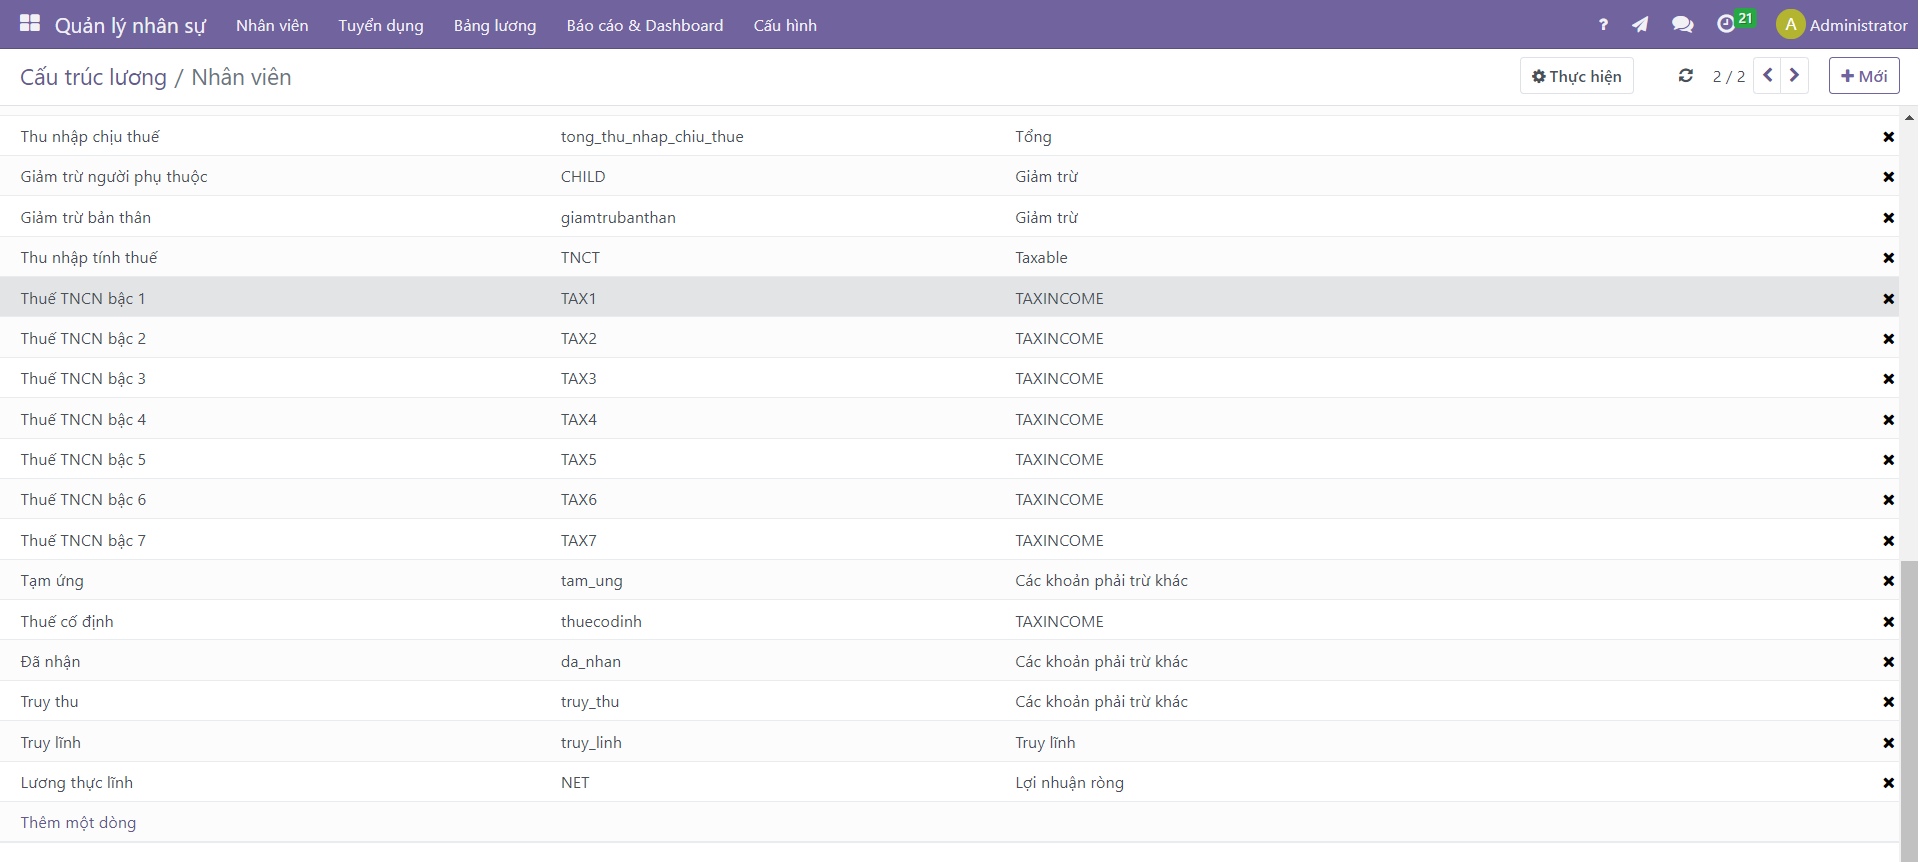 Quản lý nhân sự Nhân viên Tuyển dụng Bảng lương Báo cáo & Dashboard Cấu hình ? 21 A Administrator
Cấu trúc lương / Nhân viên Thực hiện 2 / 2 Mới
Thu nhập chịu thuế tong_thu_nhap_chiu_thue Tổng
Giảm trừ người phụ thuộc CHILD Giảm trừ
Giảm trừ bản thân giamtrubanthan Giảm trừ
Thu nhập tính thuế TNCT Taxable
Thuế TNCN bậc 1 TAX1 TAXINCOME
Thuế TNCN bậc 2 TAX2 TAXINCOME
Thuế TNCN bậc 3 TAX3 TAXINCOME
Thuế TNCN bậc 4 TAX4 TAXINCOME
Thuế TNCN bậc 5 TAX5 TAXINCOME
Thuế TNCN bậc 6 TAX6 TAXINCOME
Thuế TNCN bậc 7 TAX7 TAXINCOME
Tạm ứng tam_ung Các khoản phải trừ khác
Thuế cố định thuecodinh TAXINCOME
Đã nhận da_nhan Các khoản phải trừ khác
Truy thu truy_thu Các khoản phải trừ khác
Truy lĩnh truy_linh Truy lĩnh
Lương thực lĩnh NET Lợi nhuận ròng
Thêm một dòng